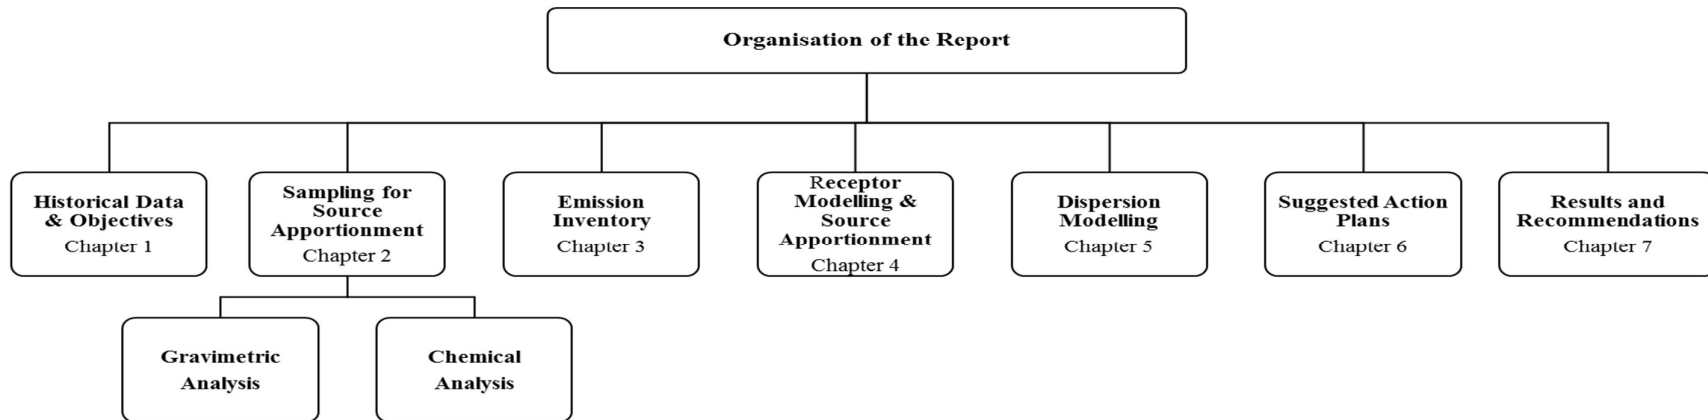 Organisation of the Report
Historical Data
& Objectives
Chapter 1
Sampling for
Source
Apportionment
Chapter 2
Emission
Inventory
Chapter 3
Receptor
Modelling &
Source
Apportionment
Chapter 4
Dispersion
Modelling
Chapter 5
Suggested Action
Plans
Chapter 6
Results and
Recommendations
Chapter 7
Gravimetric
Analysis
Chemical
Analysis